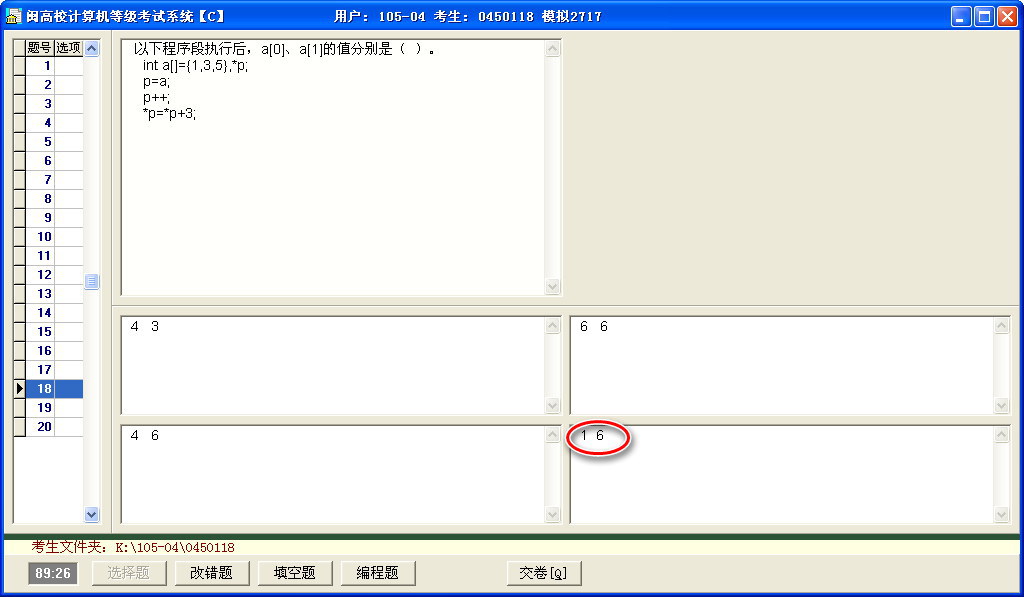 闽高校计算机等级考试系统【C】 用户: 105-04 考生: 0450118 模拟2717
题号 选项
1
2
3
4
5
6
7
8
9
10
11
12
13
14
15
16
17
18
19
20
以下程序段执行后，a[0]、a[1]的值分别是（ ）。
int a[]={1,3,5},*p;
p=a;
p++;
*p=*p+3;
4 3
6 6
4 6
1 6
考生文件夹: K:\105-04\0450118
89:26 选择题 改错题 填空题 编程题 交卷[Q]